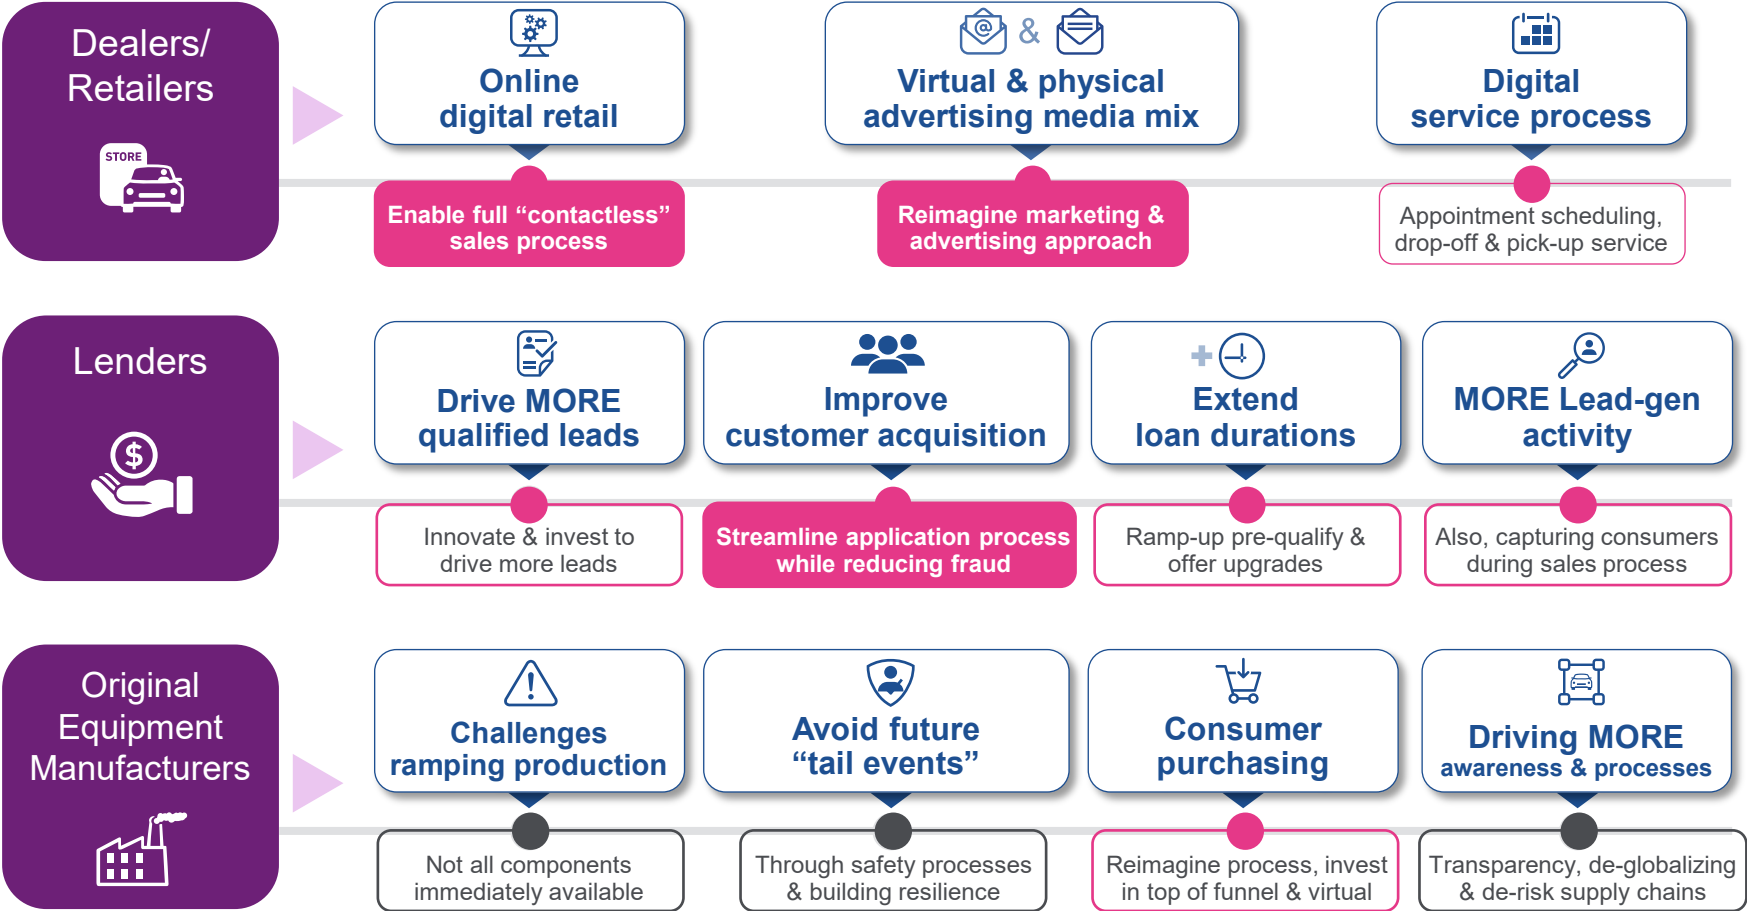 Dealers/
Retailers
STORE
Online
digital retail
Enable full “contactless”
sales process
@ &
Virtual & physical
advertising media mix
Reimagine marketing &
advertising approach
Digital
service process
Appointment scheduling,
drop-off & pick-up service
Lenders
$
Drive MORE
qualified leads
Innovate & invest to
drive more leads
Improve
customer acquisition
Streamline application process
while reducing fraud
+
Extend
loan durations
Ramp-up pre-qualify &
offer upgrades
MORE Lead-gen
activity
Also, capturing consumers
during sales process
Original
Equipment
Manufacturers
!
Challenges
ramping production
Not all components
immediately available
Avoid future
“tail events”
Through safety processes
& building resilience
Consumer
purchasing
Reimagine process, invest
in top of funnel & virtual
Driving MORE
awareness & processes
Transparency, de-globalizing
& de-risk supply chains